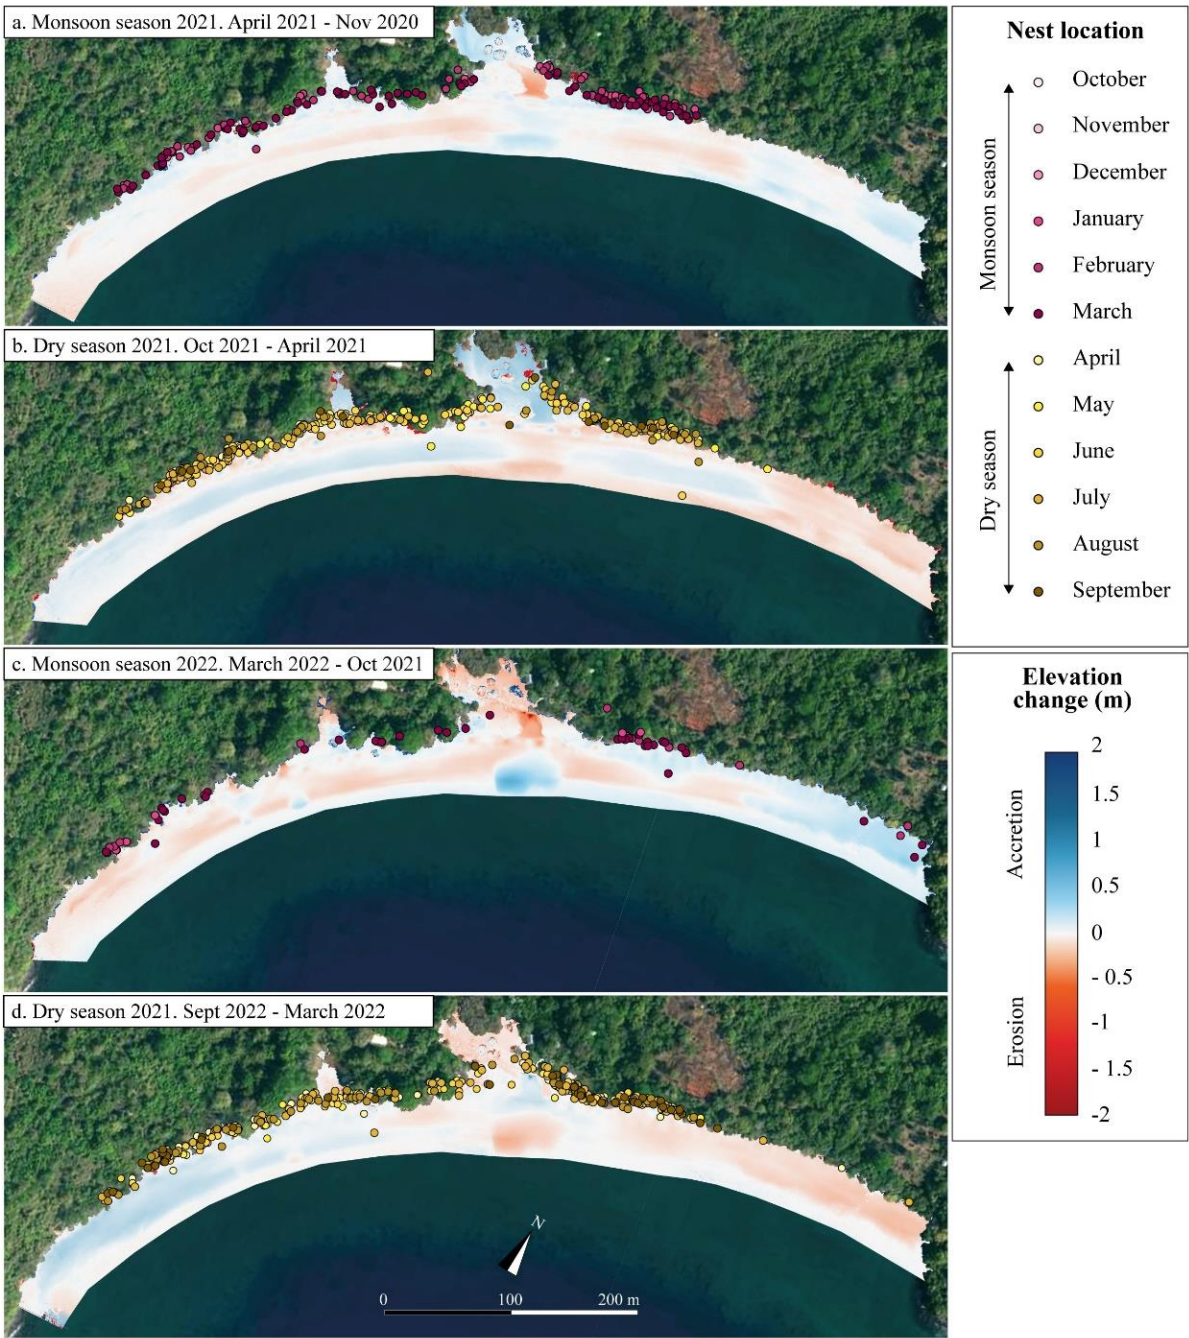 a. Monsoon season 2021. April 2021 - Nov 2020
b. Dry season 2021. Oct 2021 - April 2021
c. Monsoon season 2022. March 2022 - Oct 2021
d. Dry season 2021. Sept 2022 - March 2022
N
0 100 200 m
Nest location
Monsoon season
October
November
December
January
February
March
Dry season
April
May
June
July
August
September
Elevation
change (m)
Accretion
Erosion
2
1.5
1
0.5
0
- 0.5
-1
- 1.5
-2